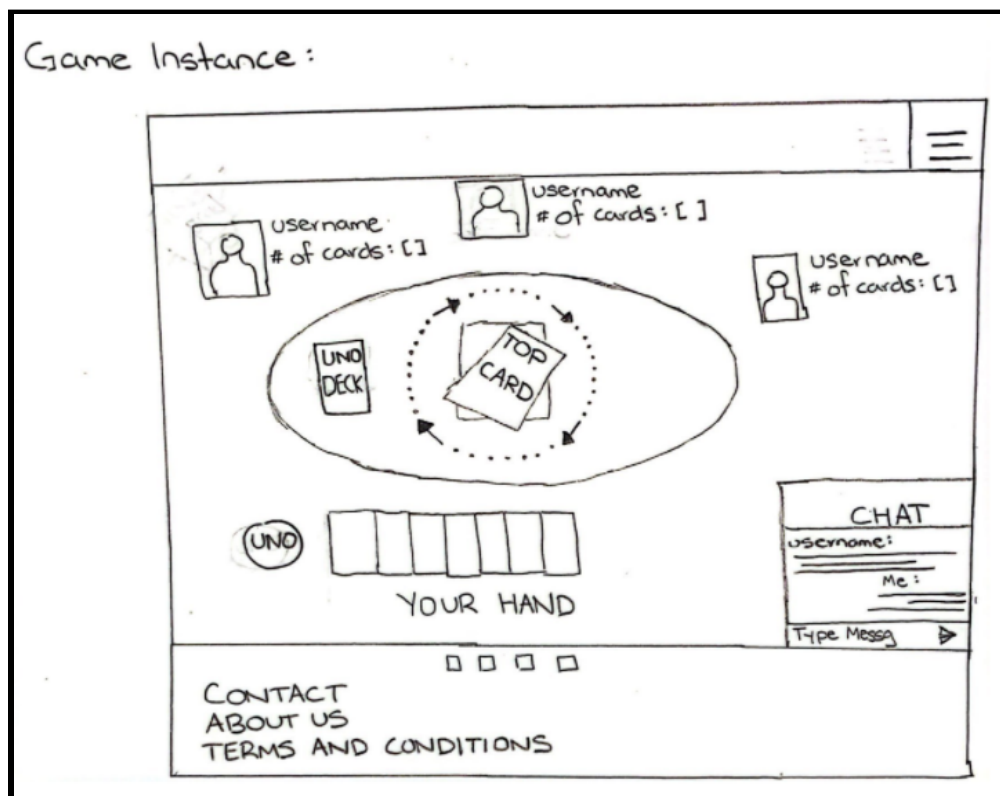 Game Instance:
username
# of cards: [ ]
username
# of cards: [ ]
username
# of cards: [ ]
UNO
DECK
TOP
CARD
UNO
YOUR HAND
CHAT
username:
Me:
Type Messg
CONTACT
ABOUT US
TERMS AND CONDITIONS